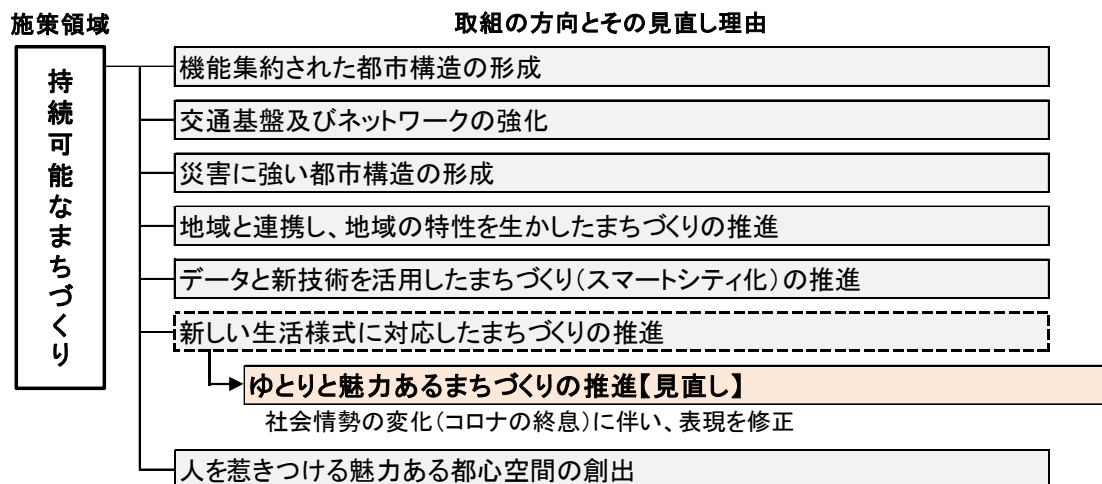 施策領域
取組の方向とその見直し理由
持続可能なまちづくり
機能集約された都市構造の形成
交通基盤及びネットワークの強化
災害に強い都市構造の形成
地域と連携し、地域の特性を生かしたまちづくりの推進
データと新技術を活用したまちづくり(スマートシティ化)の推進
新しい生活様式に対応したまちづくりの推進
ゆとりと魅力あるまちづくりの推進【見直し】
社会情勢の変化(コロナの終息)に伴い、表現を修正
人を惹きつける魅力ある都心空間の創出